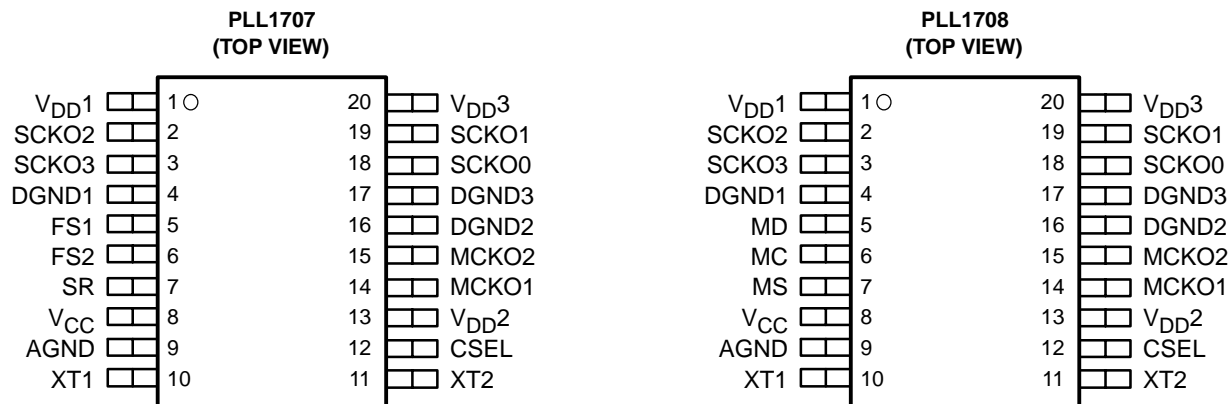 PLL1707
(TOP VIEW)
VDD1 1 20 VDD3
SCKO2 2 19 SCKO1
SCKO3 3 18 SCKO0
DGND1 4 17 DGND3
FS1 5 16 DGND2
FS2 6 15 MCKO2
SR 7 14 MCKO1
VCC 8 13 VDD2
AGND 9 12 CSEL
XT1 10 11 XT2
PLL1708
(TOP VIEW)
VDD1 1 20 VDD3
SCKO2 2 19 SCKO1
SCKO3 3 18 SCKO0
DGND1 4 17 DGND3
MD 5 16 DGND2
MC 6 15 MCKO2
MS 7 14 MCKO1
VCC 8 13 VDD2
AGND 9 12 CSEL
XT1 10 11 XT2